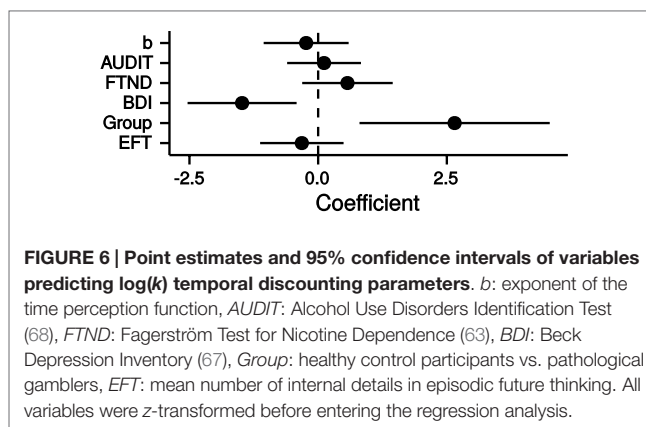 b
AUDIT
FTND
BDI
Group
EFT
-2.5 0.0 2.5
Coefficient
FIGURE 6 | Point estimates and 95% confidence intervals of variables
predicting log(k) temporal discounting parameters. b: exponent of the
time perception function, AUDIT: Alcohol Use Disorders Identification Test
(68), FTND: Fagerström Test for Nicotine Dependence (63), BDI: Beck
Depression Inventory (67), Group: healthy control participants vs. pathological
gamblers, EFT: mean number of internal details in episodic future thinking. All
variables were z-transformed before entering the regression analysis.